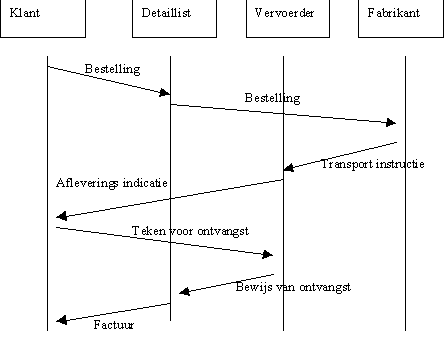 Klant
Detaillist
Vervoerder
Fabrikant
Bestelling
Bestelling
Transport instructie
Afleverings indicatie
Teken voor ontvangst
Bewijs van ontvangst
Factuur